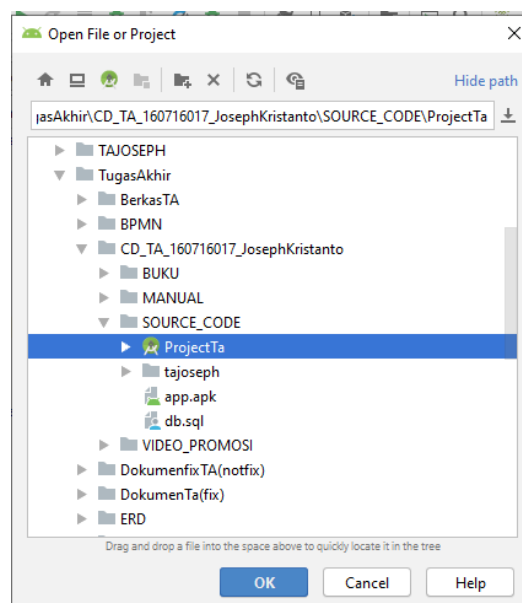 Open File or Project
Hide path
jasAkhir\CD_TA_160716017_JosephKristanto\SOURCE_CODE\ProjectTa
TAJOSEPH
TugasAkhir
BerkasTA
BPMN
CD_TA_160716017_JosephKristanto
BUKU
MANUAL
SOURCE_CODE
ProjectTa
tajoseph
app.apk
db.sql
VIDEO_PROMOSI
DokumenfixTA(notfix)
DokumenTa(fix)
ERD
Drag and drop a file into the space above to quickly locate it in the tree
OK Cancel Help